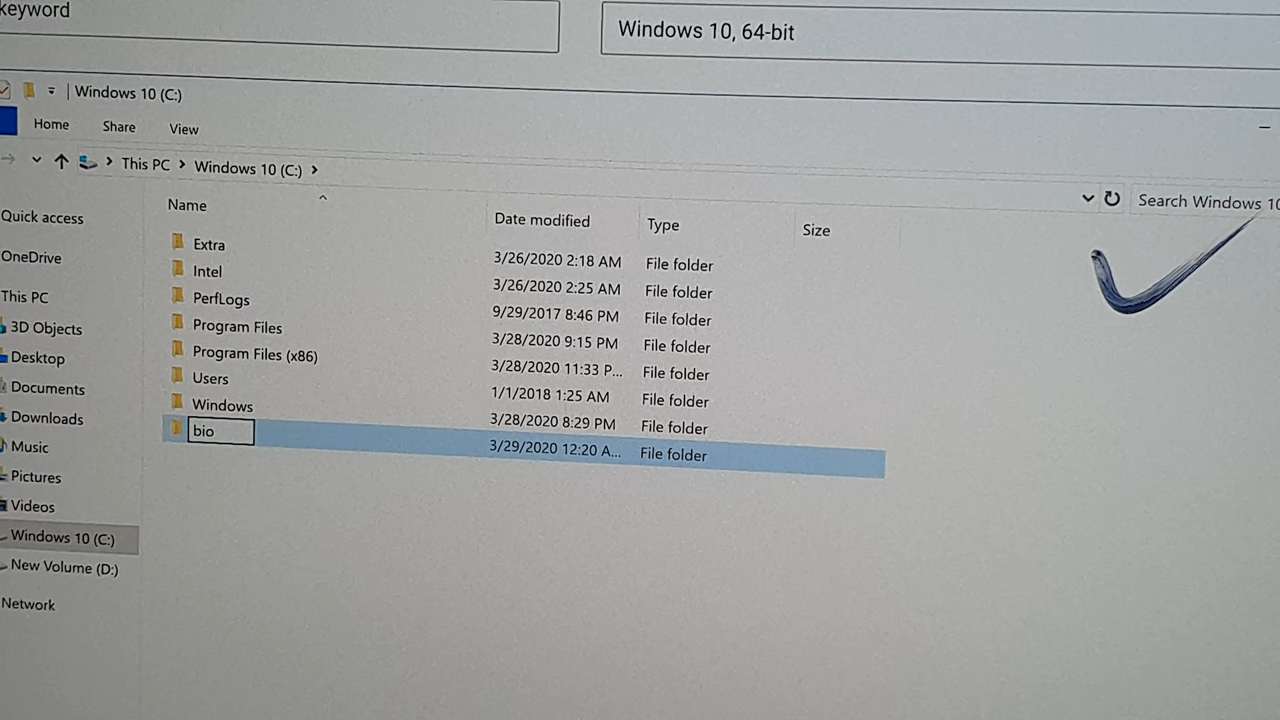 keyword
Windows 10, 64-bit
Windows 10 (C:)
Home Share View
This PC Windows 10 (C:)
Search Windows 10
Name Date modified Type Size
Extra 3/26/2020 2:18 AM File folder
Intel 3/26/2020 2:25 AM File folder
PerfLogs 9/29/2017 8:46 PM File folder
Program Files 3/28/2020 9:15 PM File folder
Program Files (x86) 3/28/2020 11:33 P... File folder
Users 1/1/2018 1:25 AM File folder
Windows 3/28/2020 8:29 PM File folder
bio 3/29/2020 12:20 A... File folder
Quick access
OneDrive
This PC
3D Objects
Desktop
Documents
Downloads
Music
Pictures
Videos
Windows 10 (C:)
New Volume (D:)
Network